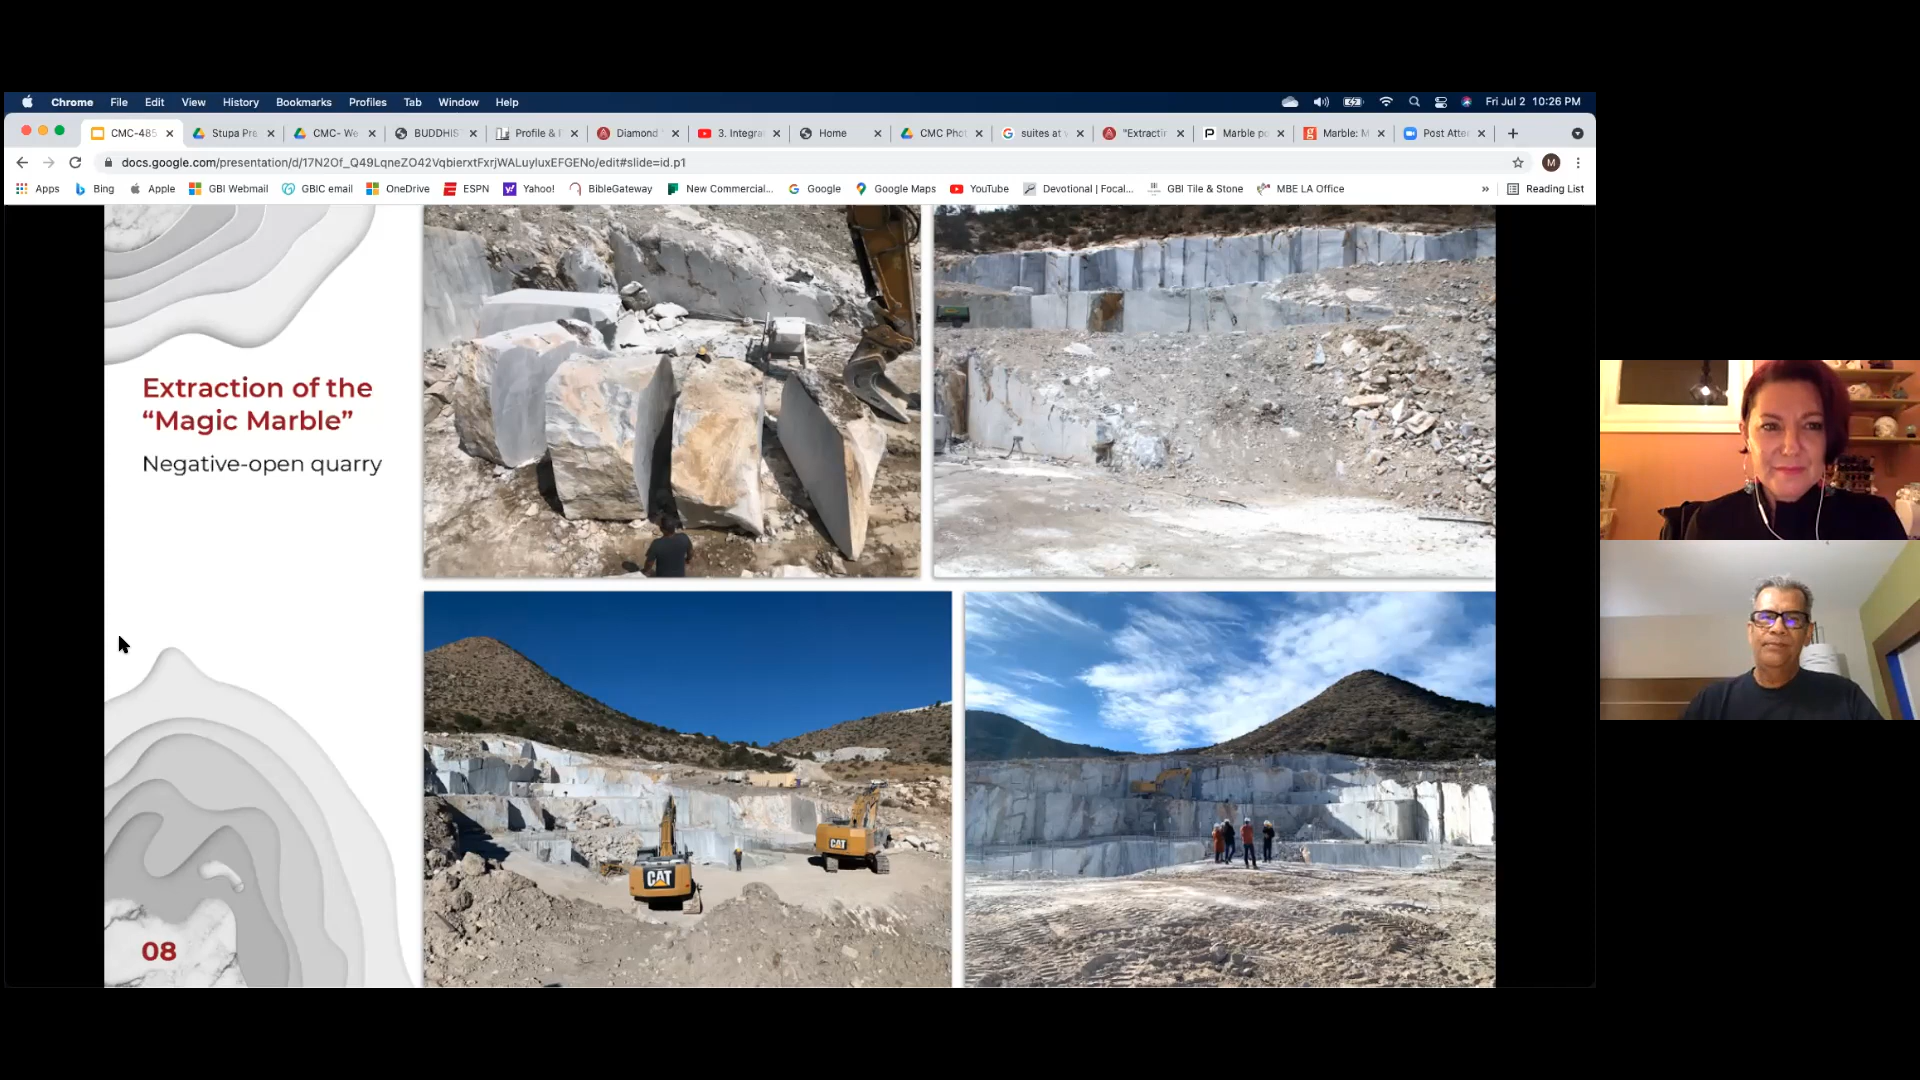 Chrome File Edit View History Bookmarks Profiles Tab Window Help Fri Jul 2 10:26 PM
CMC-485 Stupa Pre CMC- We BUDDHIS Profile & Diamond 3. Integra Home CMC Phot suites at "Extractin Marble po Marble: M Post Atte
docs.google.com/presentation/d/17N2Of_Q49LqneZO42VqbierxtFxrjWALuyluxEFGENo/edit#slide=id.p1 M
Apps Bing Apple GBI Webmail GBIC email OneDrive ESPN Yahoo! BibleGateway New Commercial... Google Google Maps YouTube Devotional | Focal... GBI Tile & Stone MBE LA Office » Reading List
Extraction of the
“Magic Marble”
Negative-open quarry
CAT
CAT
08